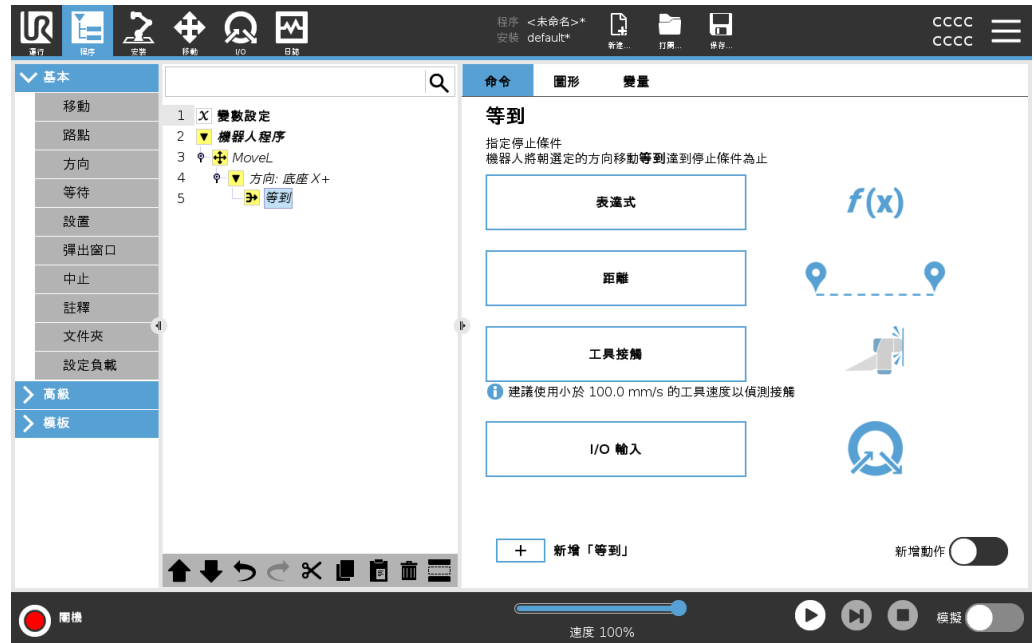 程序 <未命名>*
安裝 default*
運行
程序
安裝
移動
I/O
日誌
新建...
打開...
保存...
CCCC
CCCC
基本
移動
路點
方向
等待
設置
彈出窗口
中止
註釋
文件夾
設定負載
高級
模板
1 X 變數設定
2 機器人程序
3 MoveL
4 方向: 底座 X+
5 等到
命令
圖形
變量
等到
指定停止條件
機器人將朝選定的方向移動等到達到停止條件為止
表達式
f(x)
距離
工具接觸
建議使用小於 100.0 mm/s 的工具速度以偵測接觸
I/O 輸入
+ 新增「等到」
新增動作
關機
速度 100%
模擬